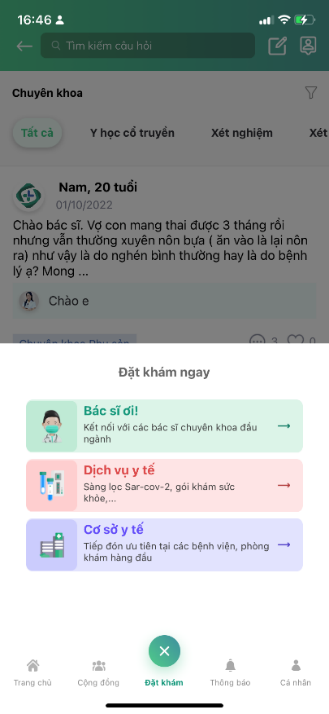 16:46
Tìm kiếm câu hỏi
Chuyên khoa
Tất cả
Y học cổ truyền
Xét nghiệm
Xét
Nam, 20 tuổi
01/10/2022
Chào bác sĩ. Vợ con mang thai được 3 tháng rồi
nhưng vẫn thường xuyên nôn bựa ( ăn vào là lại nôn
ra) như vậy là do nghén bình thường hay là do bệnh
lý ạ? Mong ...
Chào e
Chuyên khoa Phụ sản
3
0
Đặt khám ngay
Bác sĩ ơi!
Kết nối với các bác sĩ chuyên khoa đầu
ngành
Dịch vụ y tế
Sàng lọc Sar-cov-2, gói khám sức
khỏe,...
Cơ sở y tế
Tiếp đón ưu tiên tại các bệnh viện, phòng
khám hàng đầu
Trang chủ
Cộng đồng
Đặt khám
Thông báo
Cá nhân